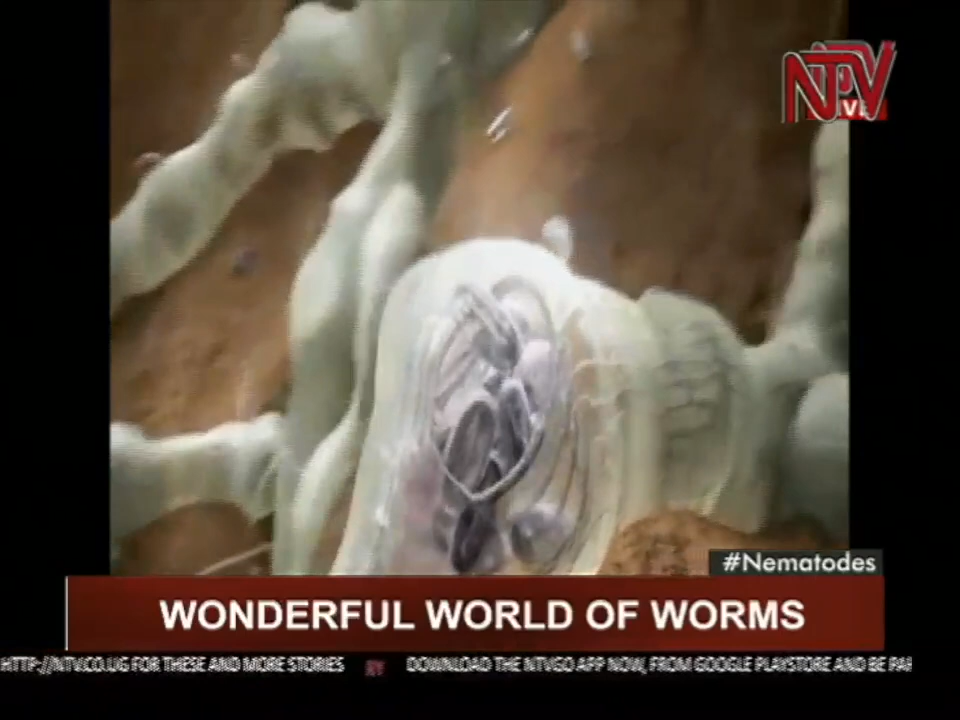 NTV
#Nematodes
WONDERFUL WORLD OF WORMS
HTTP://NTV.CO.UG FOR THESE AND MORE STORIES DOWNLOAD THE NTVGO APP NOW, FROM GOOGLE PLAYSTORE AND BE